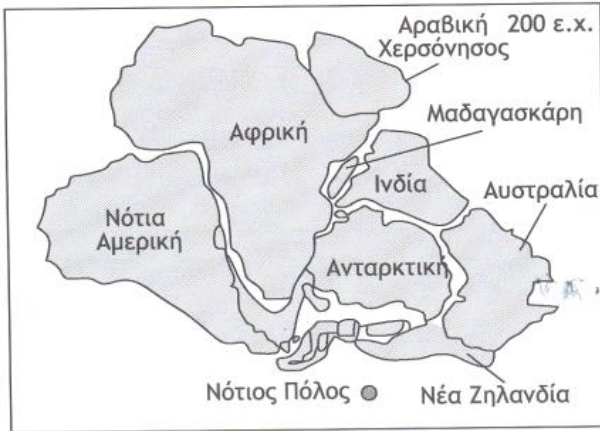 Αραβική 200 ε.χ.
Χερσόνησος
Μαδαγασκάρη
Αφρική
Ινδία
Αυστραλία
Νότια
Αμερική
Ανταρκτική
Νότιος Πόλος
Νέα Ζηλανδία